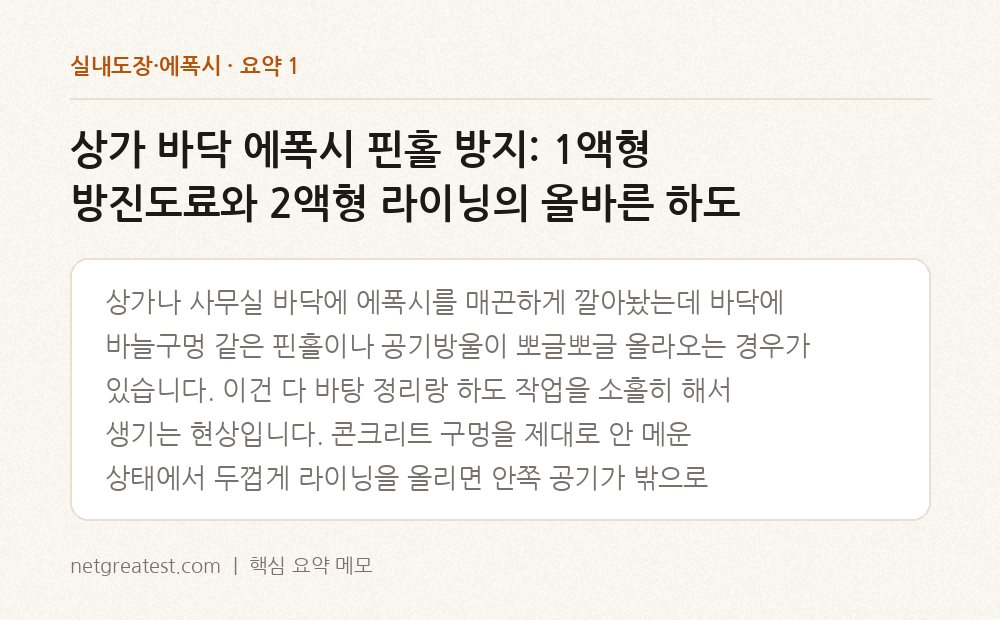 실내도장·에폭시 · 요약 1
상가 바닥 에폭시 핀홀 방지: 1액형
방진도료와 2액형 라이닝의 올바른 하도
상가나 사무실 바닥에 에폭시를 매끈하게 깔아놨는데 바닥에
바늘구멍 같은 핀홀이나 공기방울이 뽀글뽀글 올라오는 경우가
있습니다. 이건 다 바탕 정리랑 하도 작업을 소홀히 해서
생기는 현상입니다. 콘크리트 구멍을 제대로 안 메운
상태에서 두껍게 라이닝을 올리면 안쪽 공기가 밖으로
netgreatest.com | 핵심 요약 메모